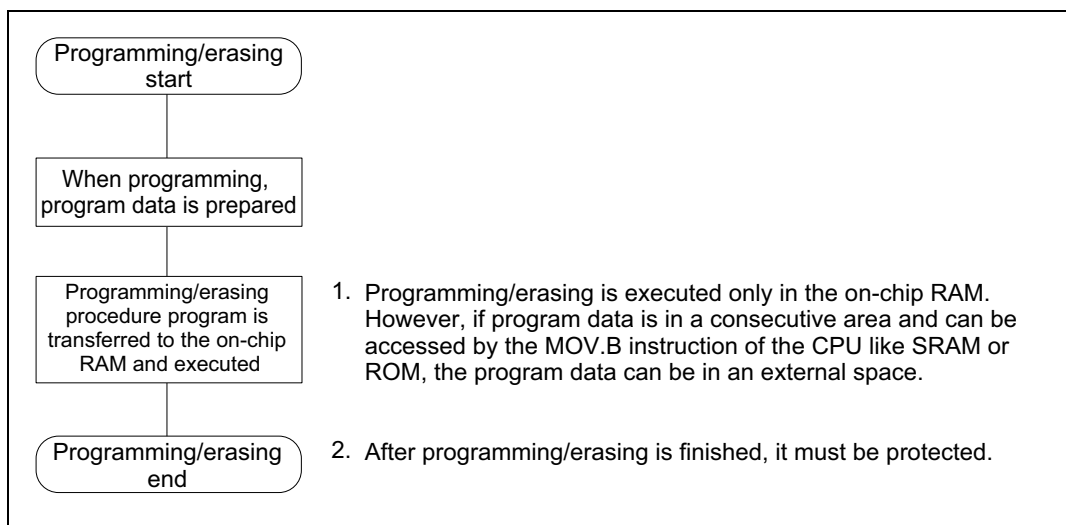 Programming/erasing
start
When programming,
program data is prepared
Programming/erasing
procedure program is
transferred to the on-chip
RAM and executed
1. Programming/erasing is executed only in the on-chip RAM.
However, if program data is in a consecutive area and can be
accessed by the MOV.B instruction of the CPU like SRAM or
ROM, the program data can be in an external space.
Programming/erasing
end
2. After programming/erasing is finished, it must be protected.